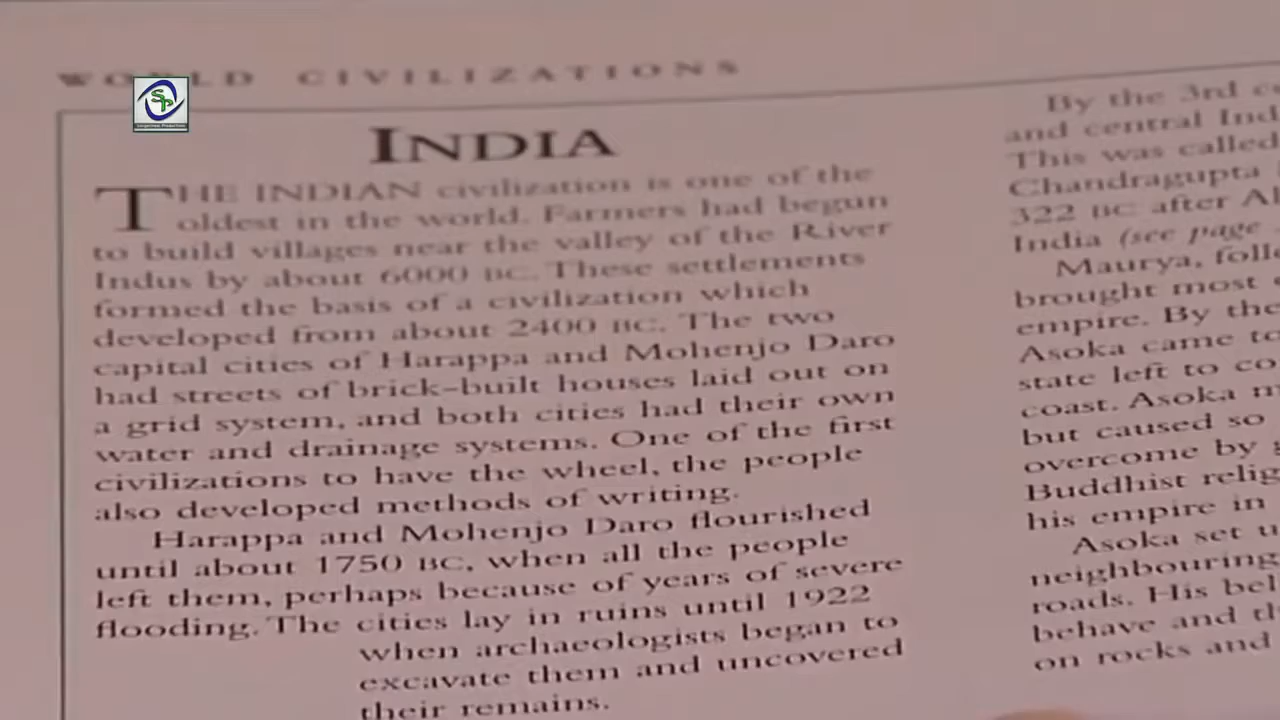 WORLD CIVILIZATIONS
SP
INDIA
THE INDIAN civilization is one of the
oldest in the world. Farmers had begun
to build villages near the valley of the River
Indus by about 6000 BC. These settlements
formed the basis of a civilization which
developed from about 2400 BC. The two
capital cities of Harappa and Mohenjo Daro
had streets of brick-built houses laid out on
a grid system, and both cities had their own
water and drainage systems. One of the first
civilizations to have the wheel, the people
also developed methods of writing.
Harappa and Mohenjo Daro flourished
until about 1750 BC, when all the people
left them, perhaps because of years of severe
flooding. The cities lay in ruins until 1922
when archaeologists began to
excavate them and uncovered
their remains.
By the 3rd
and central
This was called
Chandragupta
322 BC after
India (see page
Maurya,
brought most
empire. By the
Asoka came to
state left to
coast. Asoka
but caused so
overcome by
Buddhist
his empire in
Asoka set
neighbouring
roads. His
behave and
on rocks and